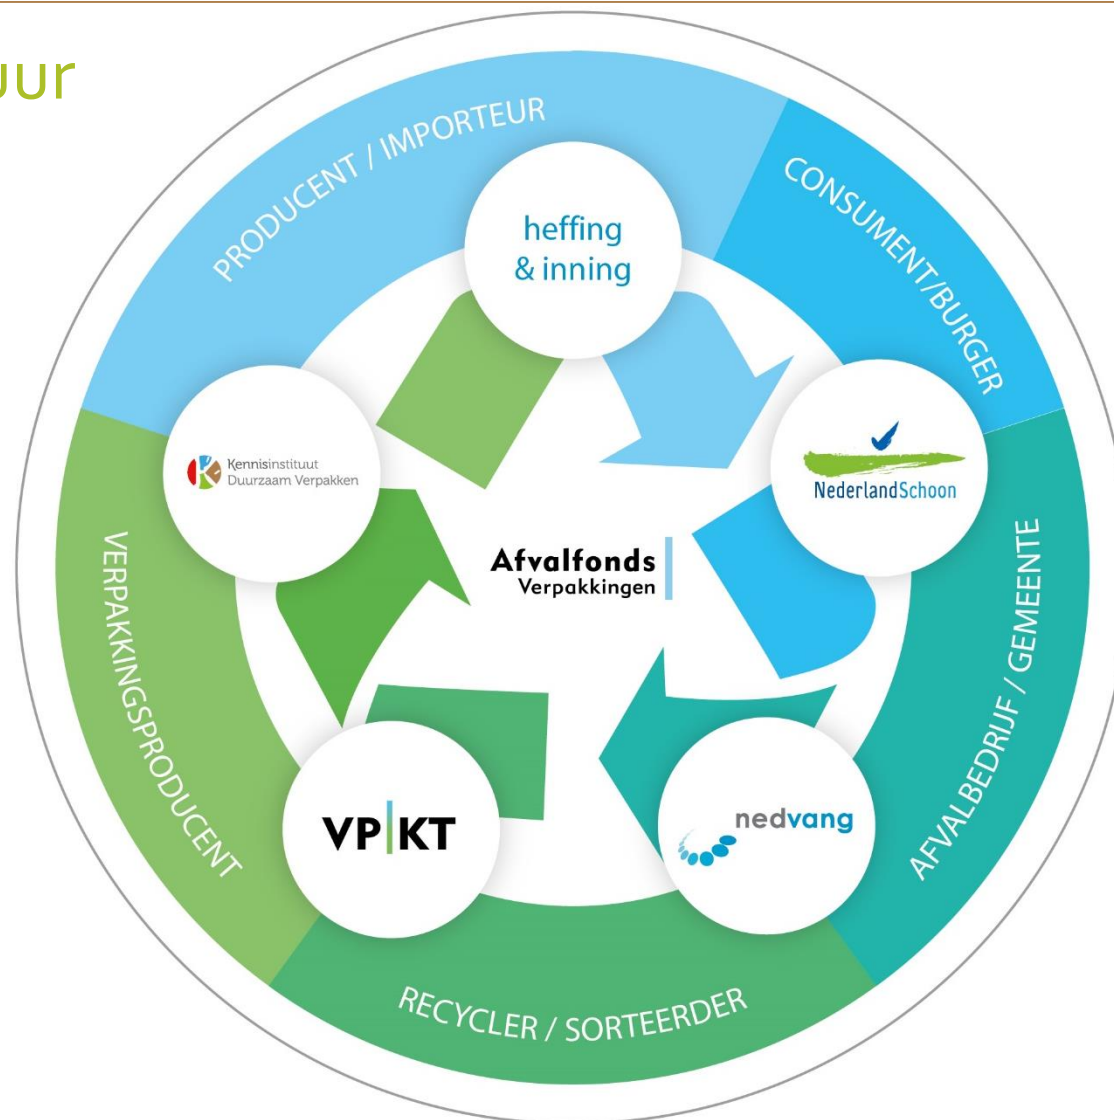 uur
PRODUCENT / IMPORTEUR
CONSUMENT/BURGER
heffing
& inning
Kennisinstituut
Duurzaam Verpakken
NederlandSchoon
Afvalfonds
Verpakkingen
VERPAKKINGSPRODUCENT
AFVALBEDRIJF / GEMEENTE
VP|KT
nedvang
RECYCLER / SORTEERDER